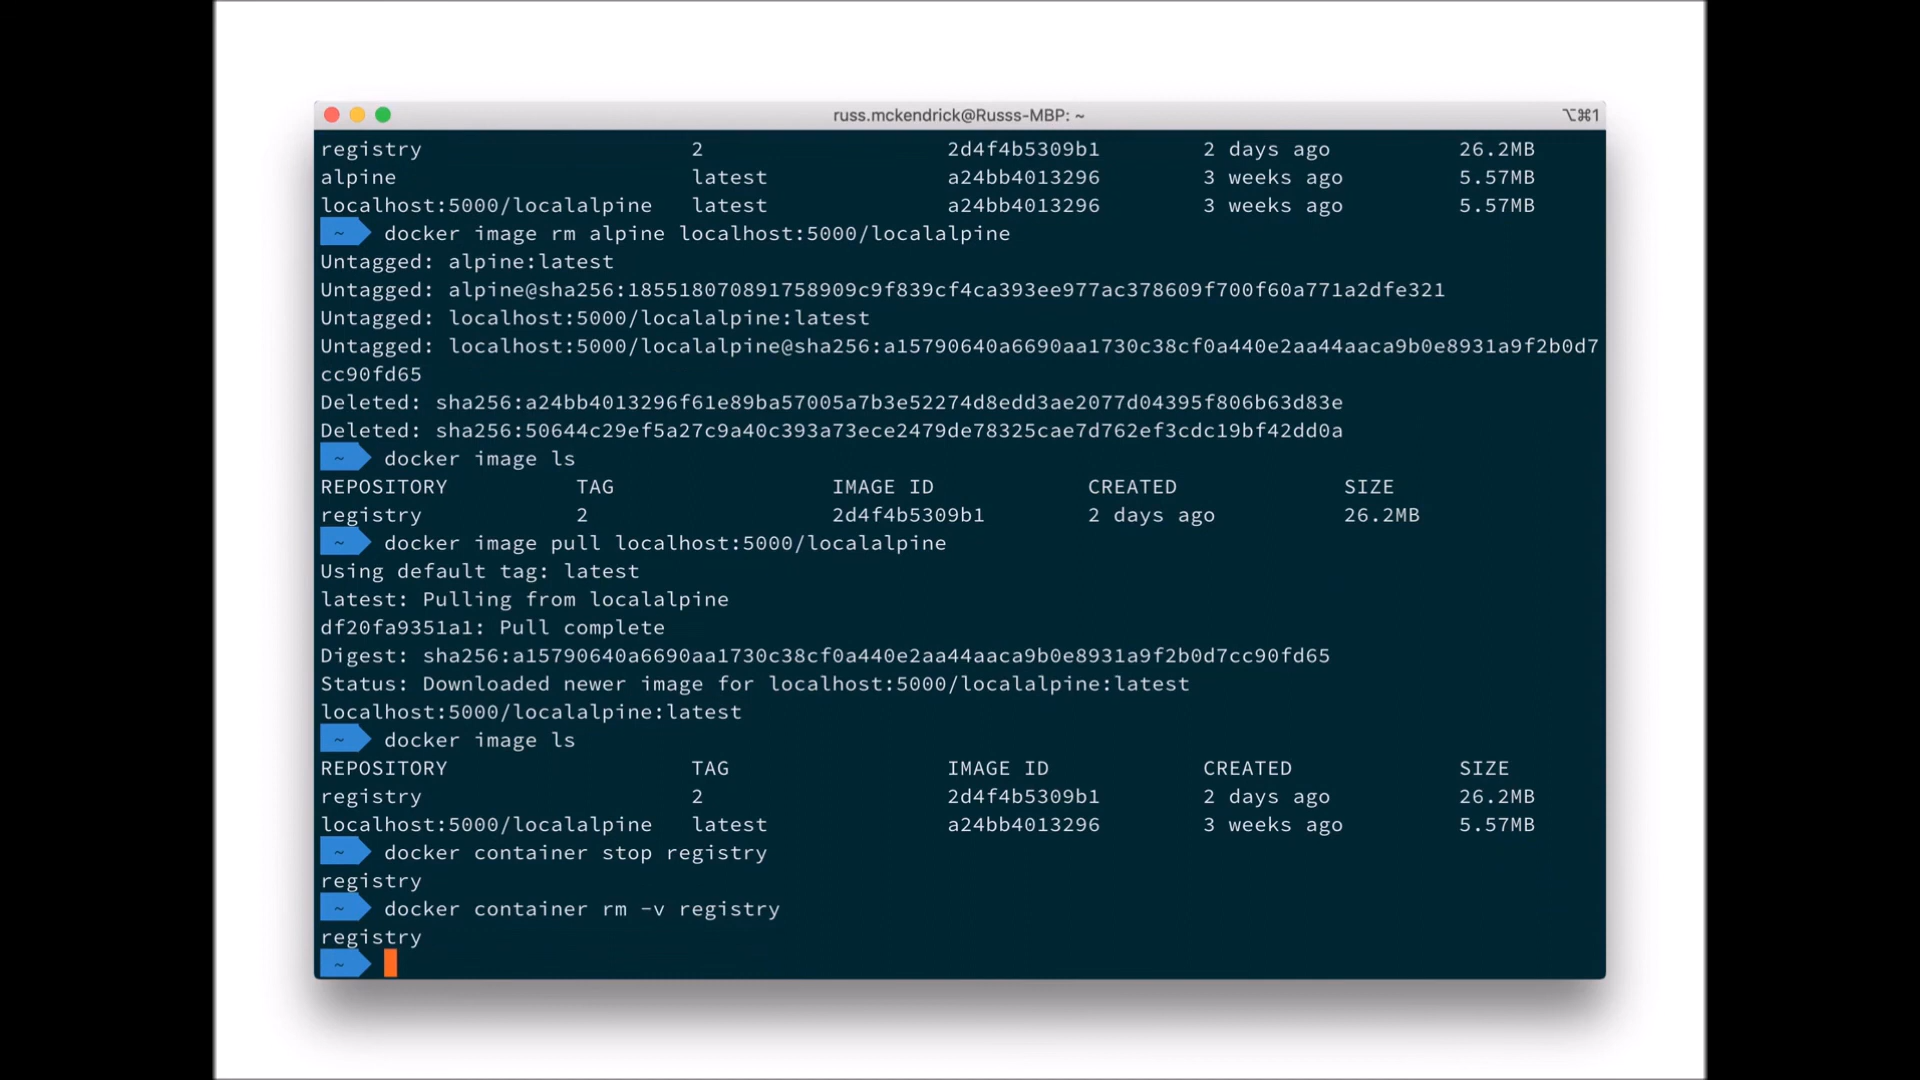 russ.mckendrick@Russs-MBP: ~ ⌥⌘1
registry 2 2d4f4b5309b1 2 days ago 26.2MB
alpine latest a24bb4013296 3 weeks ago 5.57MB
localhost:5000/localalpine latest a24bb4013296 3 weeks ago 5.57MB
~ docker image rm alpine localhost:5000/localalpine
Untagged: alpine:latest
Untagged: alpine@sha256:185518070891758909c9f839cf4ca393ee977ac378609f700f60a771a2dfe321
Untagged: localhost:5000/localalpine:latest
Untagged: localhost:5000/localalpine@sha256:a15790640a6690aa1730c38cf0a440e2aa44aaca9b0e8931a9f2b0d7
cc90fd65
Deleted: sha256:a24bb4013296f61e89ba57005a7b3e52274d8edd3ae2077d04395f806b63d83e
Deleted: sha256:50644c29ef5a27c9a40c393a73ece2479de78325cae7d762ef3cdc19bf42dd0a
~ docker image ls
REPOSITORY TAG IMAGE ID CREATED SIZE
registry 2 2d4f4b5309b1 2 days ago 26.2MB
~ docker image pull localhost:5000/localalpine
Using default tag: latest
latest: Pulling from localalpine
df20fa9351a1: Pull complete
Digest: sha256:a15790640a6690aa1730c38cf0a440e2aa44aaca9b0e8931a9f2b0d7cc90fd65
Status: Downloaded newer image for localhost:5000/localalpine:latest
localhost:5000/localalpine:latest
~ docker image ls
REPOSITORY TAG IMAGE ID CREATED SIZE
registry 2 2d4f4b5309b1 2 days ago 26.2MB
localhost:5000/localalpine latest a24bb4013296 3 weeks ago 5.57MB
~ docker container stop registry
registry
~ docker container rm -v registry
registry
~